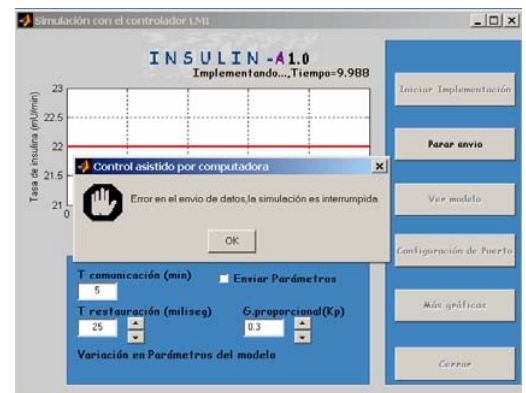 Simulación con el controlador LMI
INSULIN -A1.0
Implementando...,Tiempo=9.988
Tasa de insulina (mU/min)
23
22.5
22
21.5
21
0
Control asistido por computadora
Error en el envio de datos,la simulación es interrumpida
OK
T comunicación (min)
5
Enviar Parámetros
T restauración (miliseg)
25
G.proporcional(Kp)
0.3
Variación en Parámetros del modelo
Iniciar Implementación
Parar envio
Ver modelo
Configuración de Puerto
Más gráficas
Cerrar